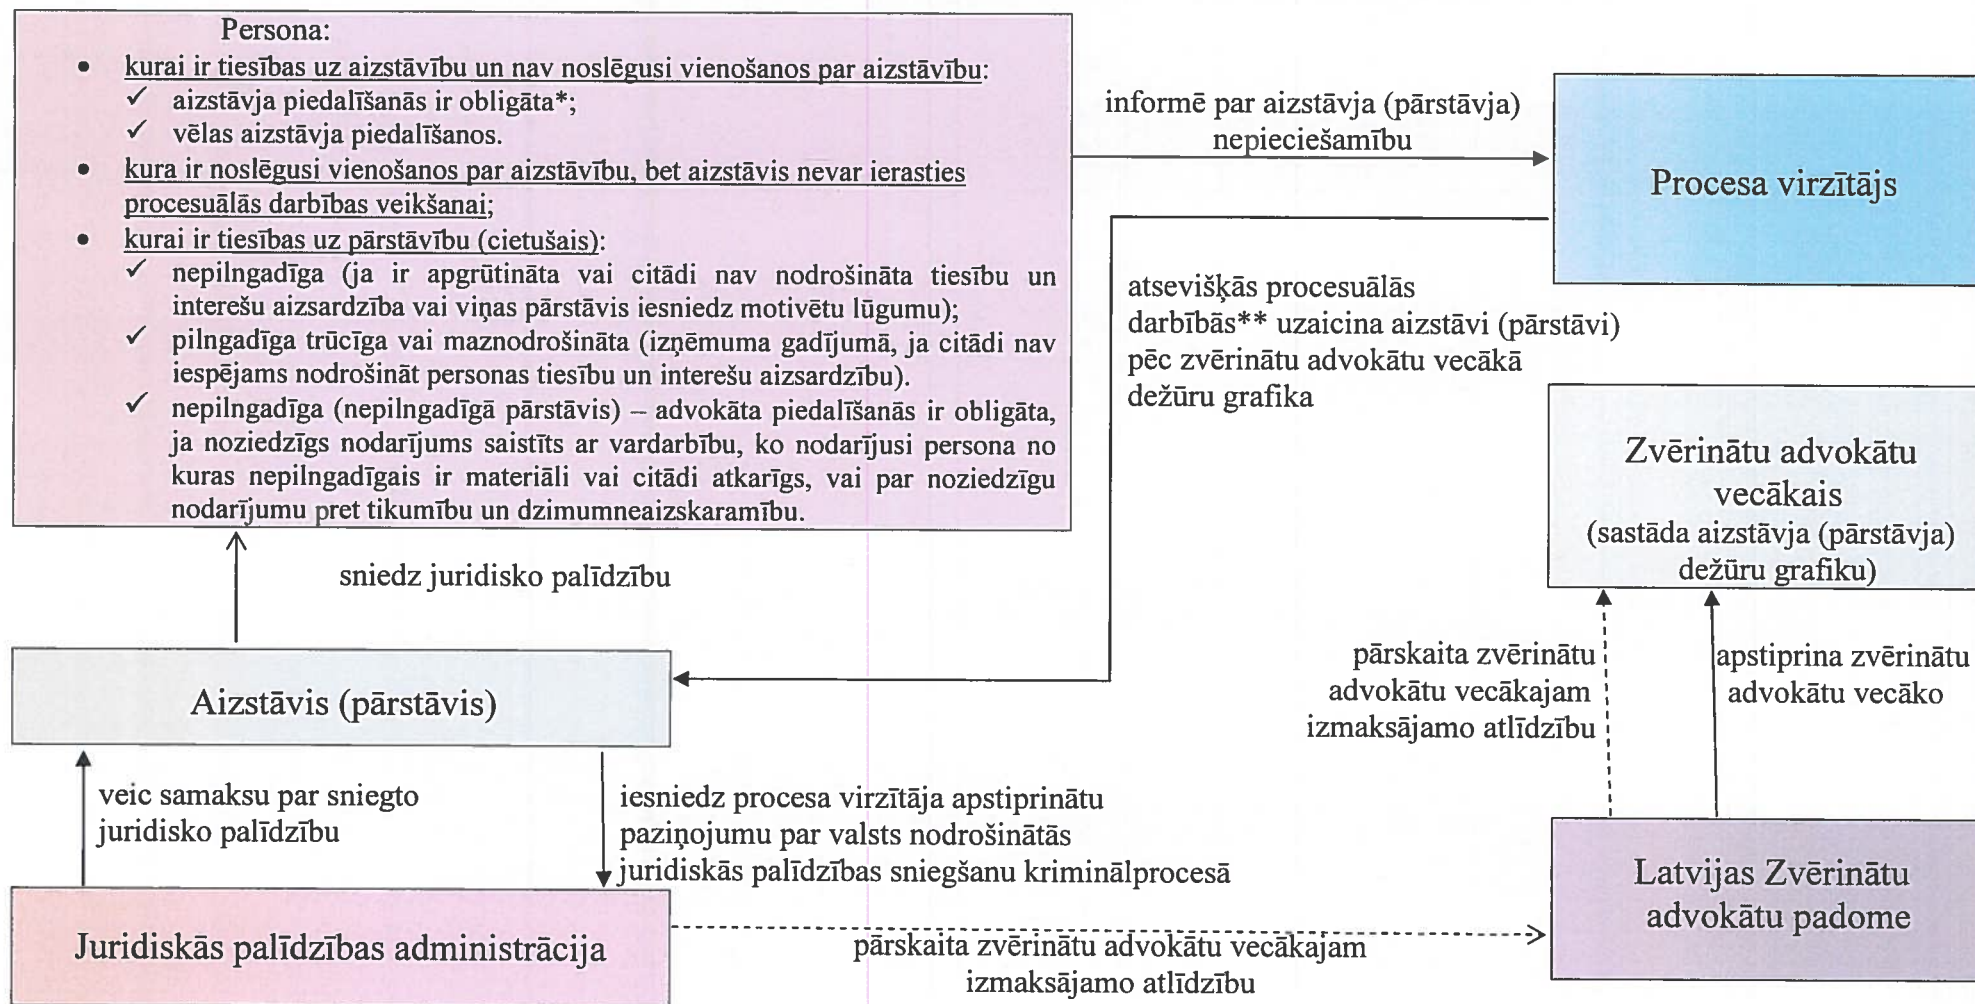 Persona:
• kurai ir tiesības uz aizstāvību un nav noslēgusi vienošanos par aizstāvību:
✓ aizstāvja piedalīšanās ir obligāta*;
✓ vēlas aizstāvja piedalīšanos.
• kura ir noslēgusi vienošanos par aizstāvību, bet aizstāvis nevar ierasties
procesuālās darbības veikšanai;
• kurai ir tiesības uz pārstāvību (cietušais):
✓ nepilngadīga (ja ir apgrūtināta vai citādi nav nodrošināta tiesību un
interešu aizsardzība vai viņas pārstāvis iesniedz motivētu lūgumu);
✓ pilngadīga trūcīga vai maznodrošināta (izņēmuma gadījumā, ja citādi nav
iespējams nodrošināt personas tiesību un interešu aizsardzību).
✓ nepilngadīga (nepilngadīgā pārstāvis) – advokāta piedalīšanās ir obligāta,
ja noziedzīgs nodarījums saistīts ar vardarbību, ko nodarījusi persona no
kuras nepilngadīgais ir materiāli vai citādi atkarīgs, vai par noziedzīgu
nodarījumu pret tikumību un dzimumneaizskaramību.
informē par aizstāvja (pārstāvja)
nepieciešamību
Procesa virzītājs
atsevišķās procesuālās
darbībās** uzaicina aizstāvi (pārstāvi)
pēc zvērinātu advokātu vecākā
dežūru grafika
Zvērinātu advokātu
vecākais
(sastāda aizstāvja (pārstāvja)
dežūru grafiku)
sniedz juridisko palīdzību
Aizstāvis (pārstāvis)
pārskaita zvērinātu
advokātu vecākajam
izmaksājamo atlīdzību
apstiprina zvērinātu
advokātu vecāko
veic samaksu par sniegto
juridisko palīdzību
iesniedz procesa virzītāja apstiprinātu
paziņojumu par valsts nodrošinātās
juridiskās palīdzības sniegšanu kriminālprocesā
Juridiskās palīdzības administrācija
pārskaita zvērinātu advokātu vecākajam
izmaksājamo atlīdzību
Latvijas Zvērinātu
advokātu padome